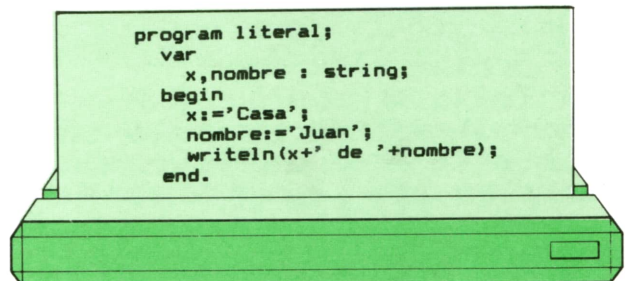 program literal;
var
x,nombre : string;
begin
x:='Casa';
nombre:='Juan';
writeln(x+' de '+nombre);
end.